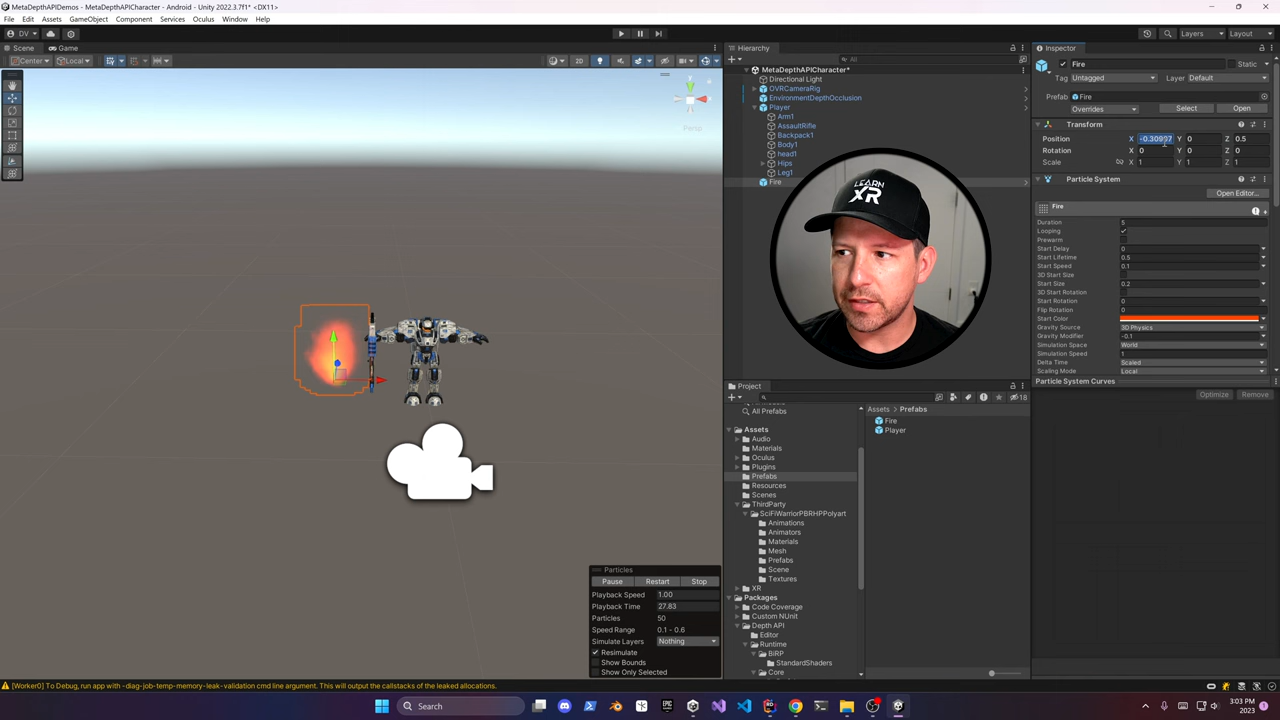 MetaDepthAPIDemos - MetaDepthAPICharacter - Android - Unity 2022.3.7f1* <DX11>
File Edit Assets GameObject Component Services Oculus Window Help
DV
Layers
Layout
Scene
Game
Center
Local
2D
Persp
Hierarchy
All
MetaDepthAPICharacter*
Directional Light
OVRCameraRig
EnvironmentDepthOcclusion
Player
Arm1
AssaultRifle
Backpack1
Body1
head1
Hips
Leg1
Fire
LEARN
XR
Inspector
Fire
Static
Tag Untagged Layer Default
Prefab Fire
Overrides Select Open
Transform
Position X -0.30997 Y 0 Z 0.5
Rotation X 0 Y 0 Z 0
Scale X 1 Y 1 Z 1
Particle System
Open Editor...
Fire
Duration 5
Looping
Prewarm
Start Delay 0
Start Lifetime 0.5
Start Speed 0.1
3D Start Size
Start Size 0.2
3D Start Rotation
Start Rotation 0
Flip Rotation 0
Start Color
Gravity Source 3D Physics
Gravity Modifier -0.1
Simulation Space World
Simulation Speed 1
Delta Time Scaled
Scaling Mode Local
Particle System Curves
Optimize Remove
Project
18
All Prefabs
Assets
Audio
Materials
Oculus
Plugins
Prefabs
Resources
Scenes
ThirdParty
SciFiWarriorPBRHPPolyart
Animations
Animators
Materials
Mesh
Prefabs
Scene
Textures
XR
Packages
Code Coverage
Custom NUnit
Depth API
Editor
Runtime
BiRP
StandardShaders
Core
Assets > Prefabs
Fire
Player
Particles
Pause Restart Stop
Playback Speed 1.00
Playback Time 27.83
Particles 50
Speed Range 0.1 - 0.6
Simulate Layers Nothing
Resimulate
Show Bounds
Show Only Selected
[Worker0] To Debug, run app with -diag-job-temp-memory-leak-validation cmd line argument. This will output the callstacks of the leaked allocations.
Search
3:03 PM
2023